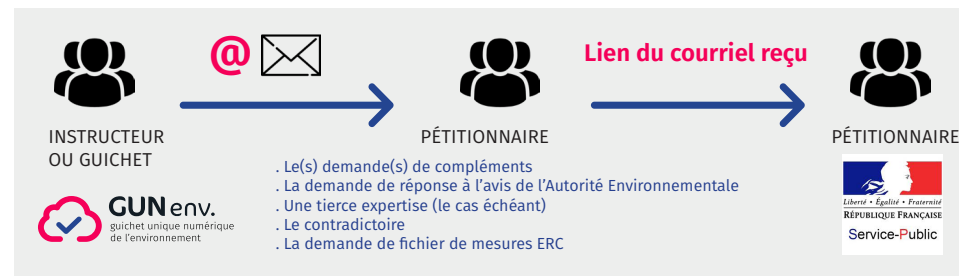 @
Lien du courriel reçu
INSTRUCTEUR
OU GUICHET
PÉTITIONNAIRE
PÉTITIONNAIRE
. Le(s) demande(s) de compléments
. La demande de réponse à l’avis de l’Autorité Environnementale
. Une tierce expertise (le cas échéant)
. Le contradictoire
. La demande de fichier de mesures ERC
GUN env.
guichet unique numérique
de l'environnement
Liberté • Égalité • Fraternité
RÉPUBLIQUE FRANÇAISE
Service-Public